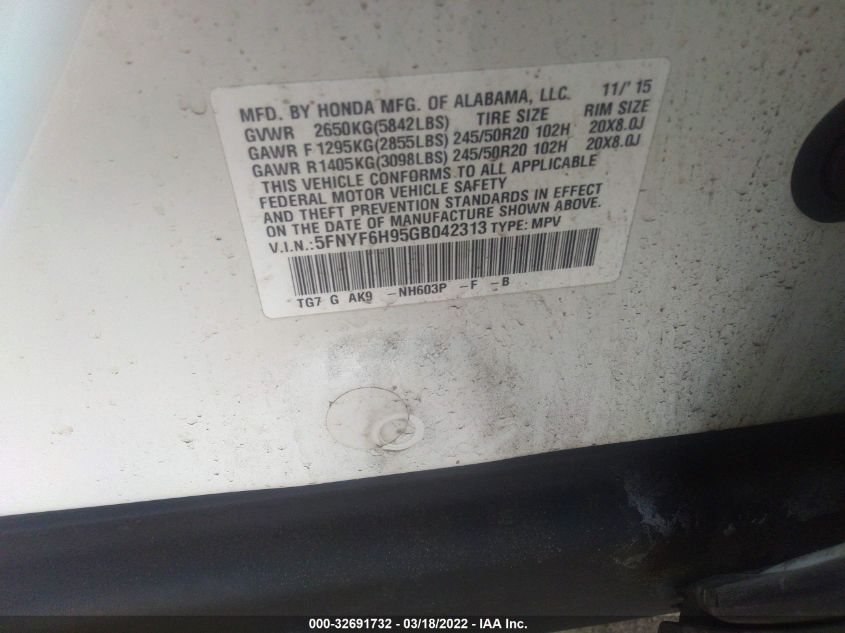 MFD. BY HONDA MFG. OF ALABAMA, LLC. 11/' 15
GVWR 2650KG(5842LBS) TIRE SIZE RIM SIZE
GAWR F 1295KG(2855LBS) 245/50R20 102H 20X8.0J
GAWR R1405KG(3098LBS) 245/50R20 102H 20X8.0J
THIS VEHICLE CONFORMS TO ALL APPLICABLE
FEDERAL MOTOR VEHICLE SAFETY
AND THEFT PREVENTION STANDARDS IN EFFECT
ON THE DATE OF MANUFACTURE SHOWN ABOVE.
V.I.N.:5FNYF6H95GB042313 TYPE: MPV
TG7 G AK9 -NH603P -F -B
000-32691732 - 03/18/2022 - IAA Inc.